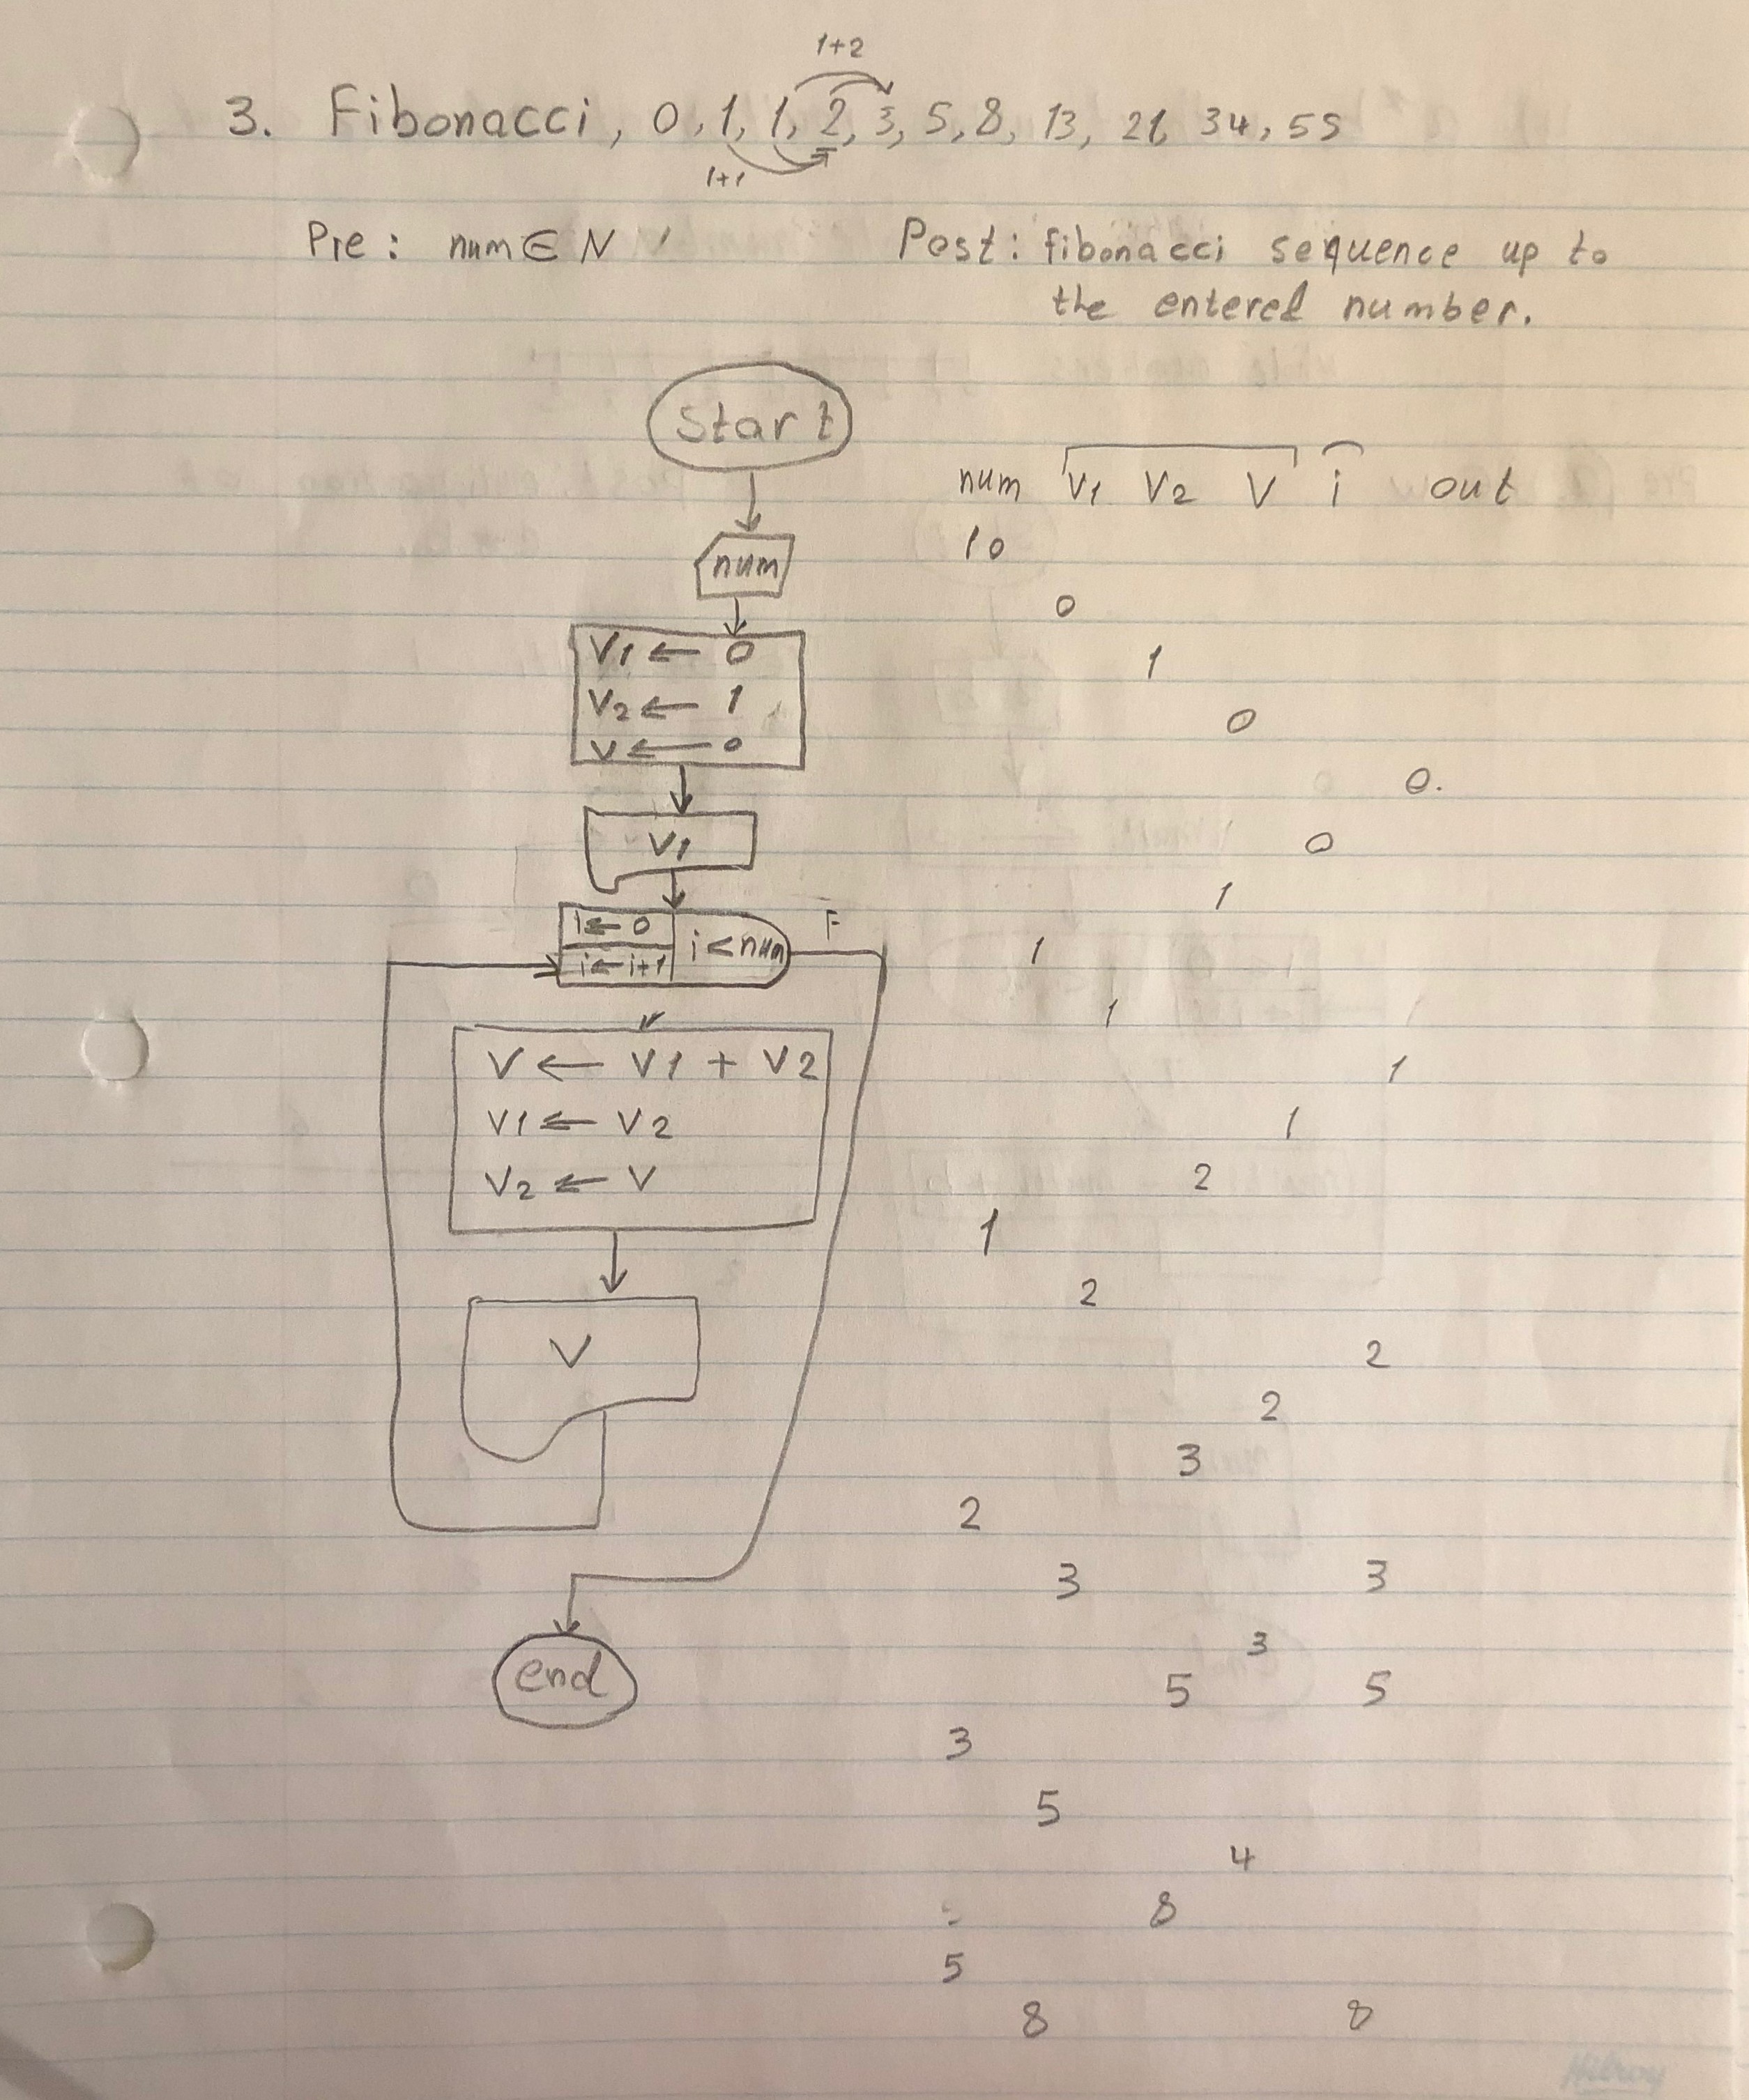 1+2
3. Fibonacci, 0, 1, 1, 2, 3, 5, 8, 13, 21, 34, 55
1+1
Pre: num ∈ N
Post: fibonacci sequence up to
the entered number.
Start
num
V1 ← 0
V2 ← 1
V ← 0
V1
i ← 0
i ← i+1
i < num
F
V ← V1 + V2
V1 ← V2
V2 ← V
V
end
num V1 V2 V i out
10
0
1
0
0.
0
1
1
1
1
1
2
1
2
2
2
3
2
3 3
3
5 5
3
5
4
8
5
8 8
Hilroy